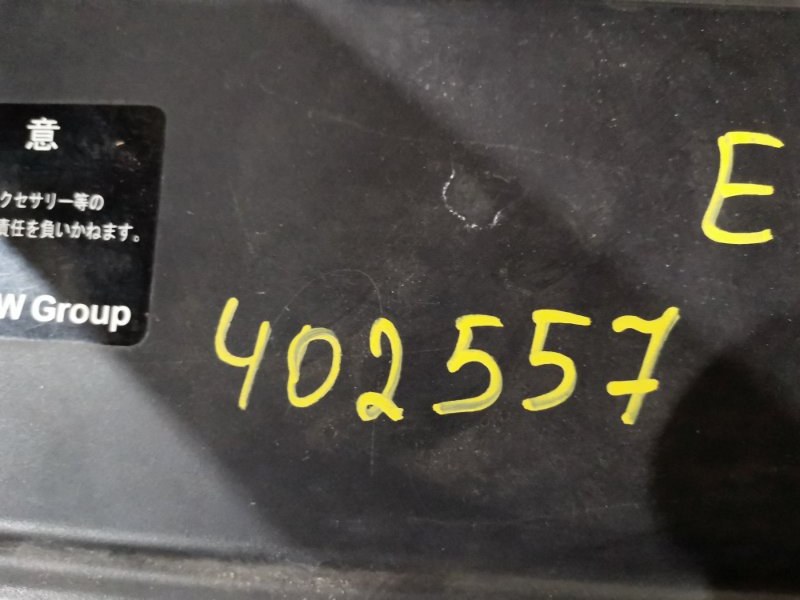 意
クセサリー等の
責任を負いかねます。
W Group
E
402557